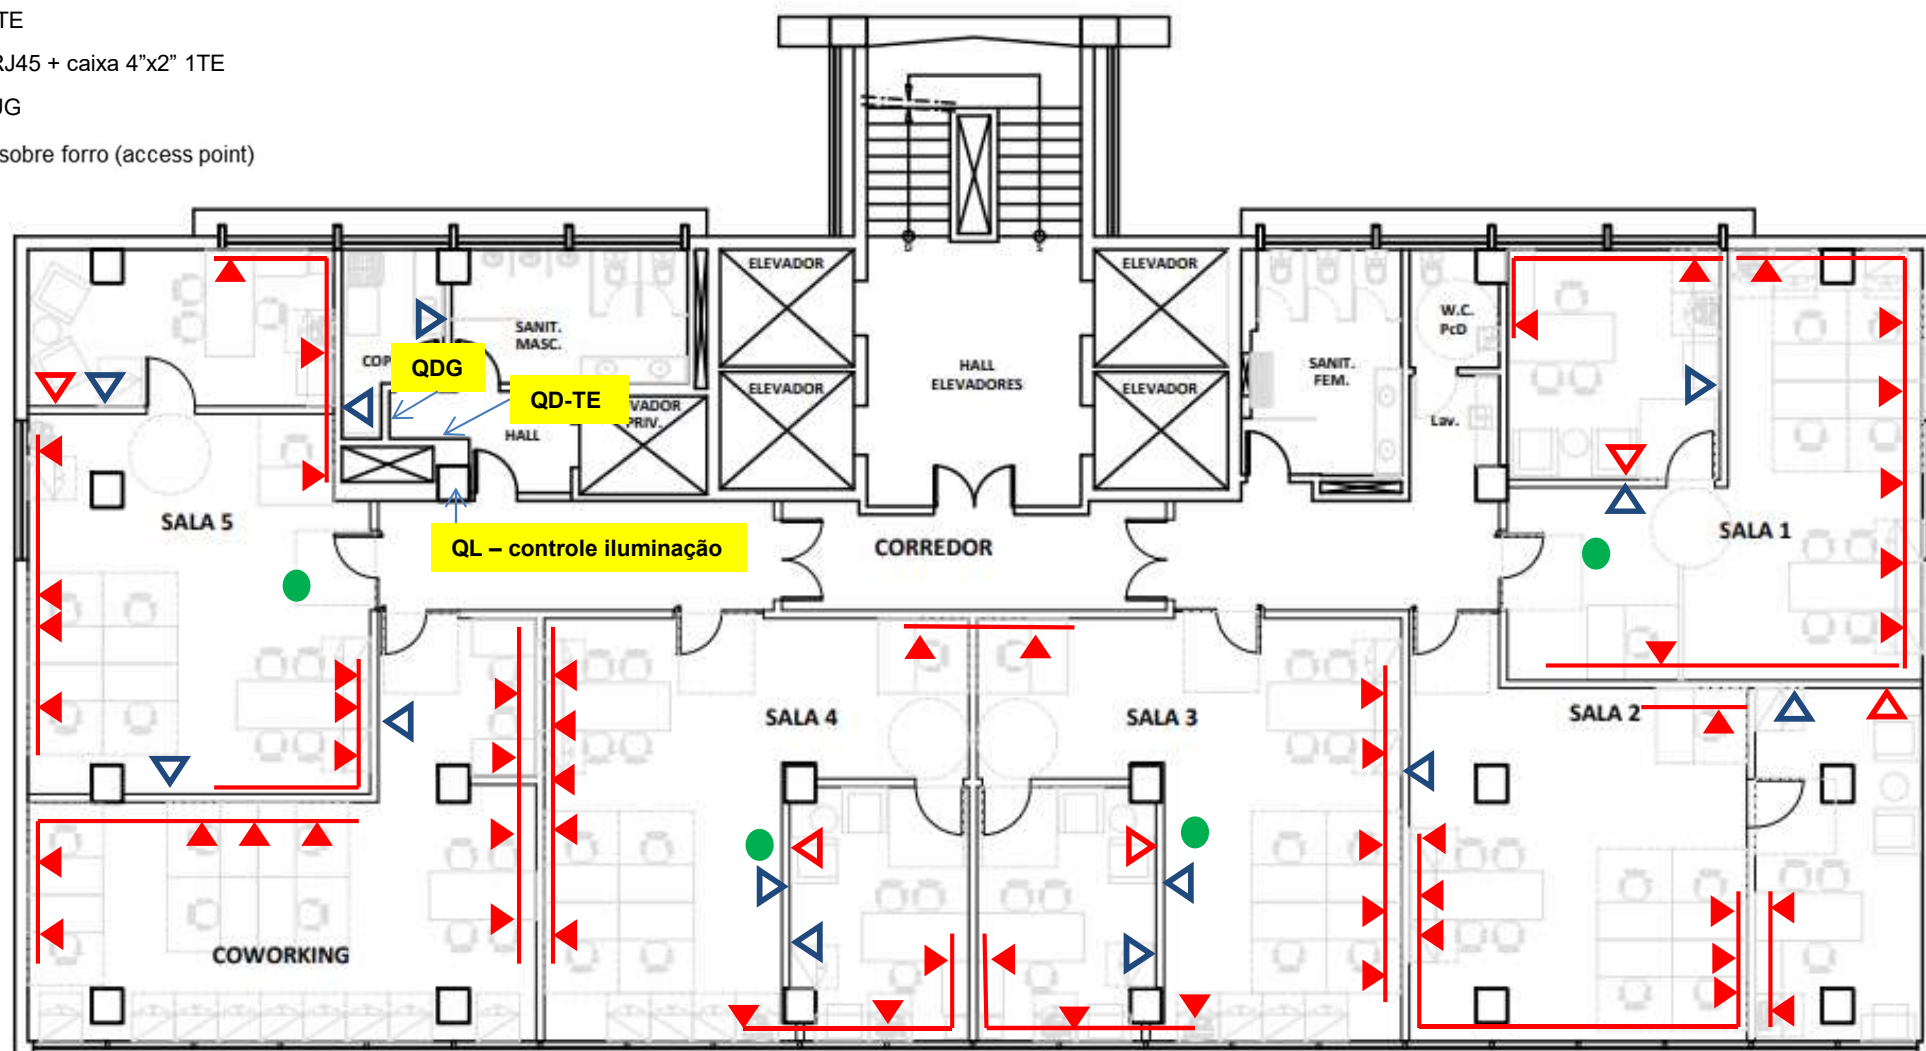 TE
RJ45 + caixa 4”x2” 1TE
JG
sobre forro (access point)
ELEVADOR
ELEVADOR
SANIT.
MASC.
W.C.
PcD
COP
QDG
HALL
ELEVADORES
SANIT.
FEM.
ELEVADOR
ELEVADOR
QD-TE
VADOR
PRIV.
HALL
Lav.
SALA 5
SALA 1
QL – controle iluminação
CORREDOR
SALA 4
SALA 3
SALA 2
COWORKING